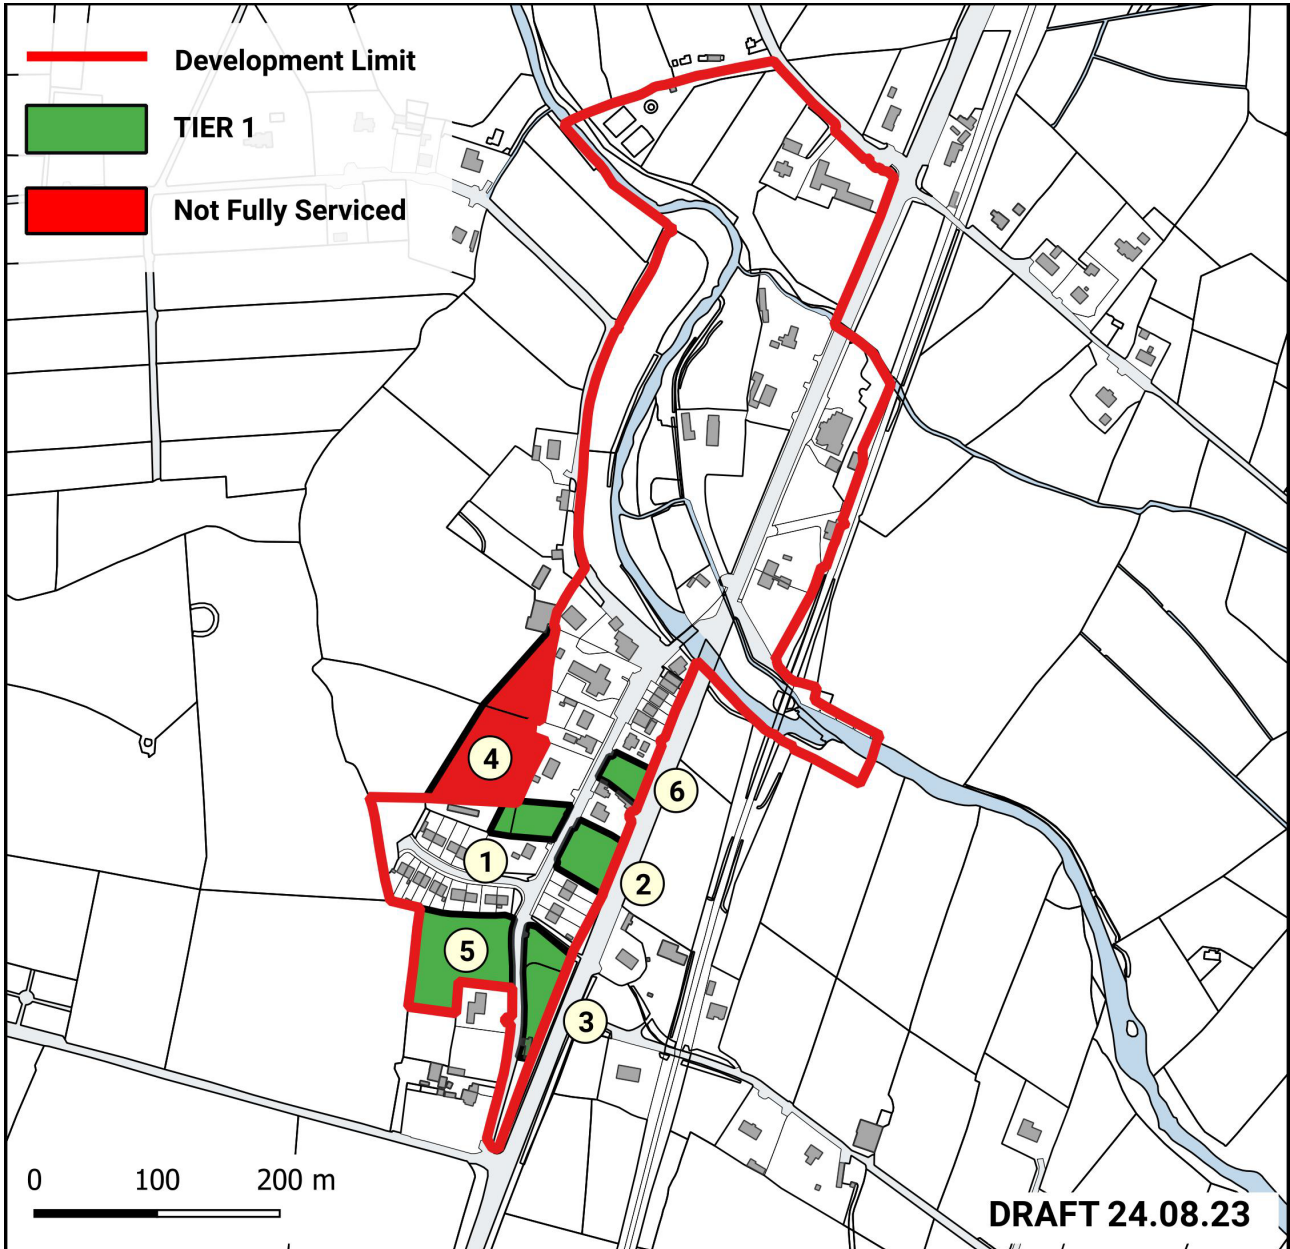 Development Limit
TIER 1
Not Fully Serviced
4
6
1
2
5
3
0 100 200 m
DRAFT 24.08.23